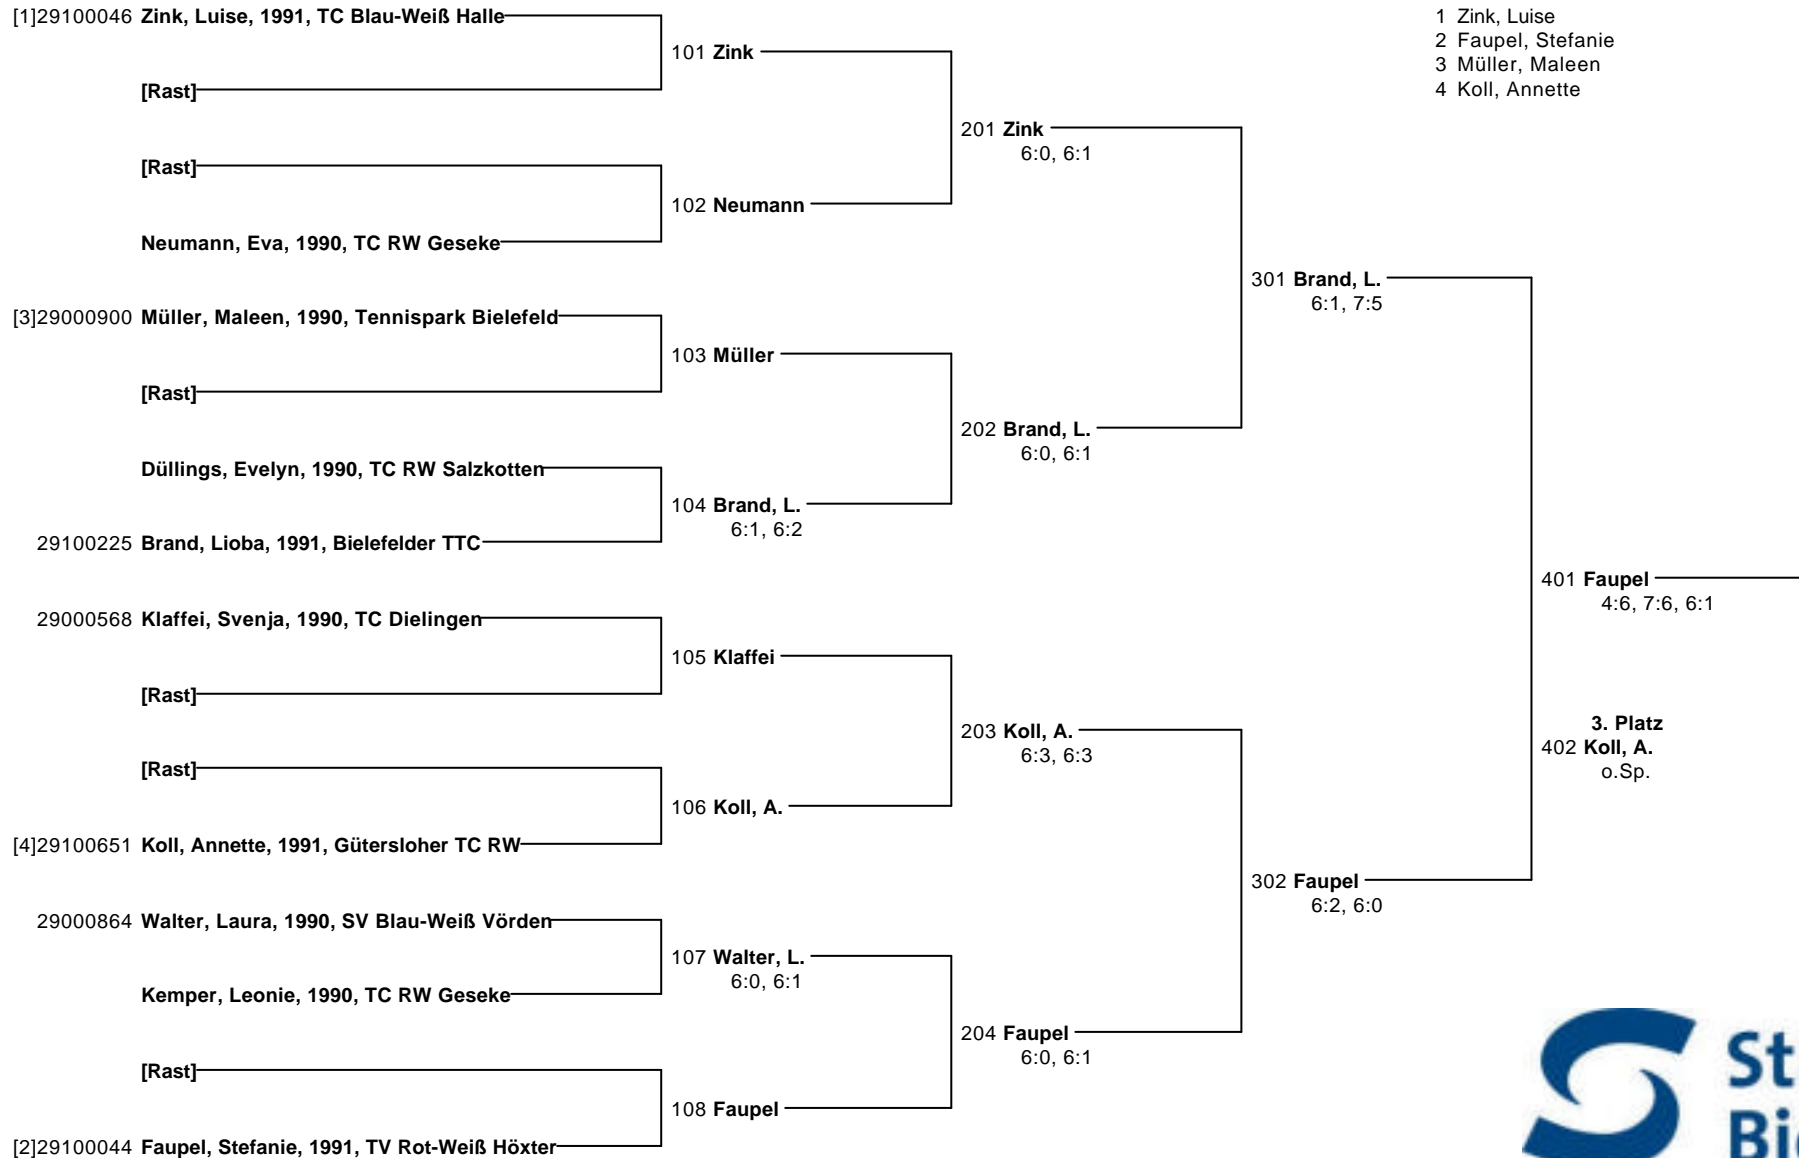 [1]29100046 Zink, Luise, 1991, TC Blau-Weiß Halle
[Rast]
[Rast]
Neumann, Eva, 1990, TC RW Geseke
[3]29000900 Müller, Maleen, 1990, Tennispark Bielefeld
[Rast]
Düllings, Evelyn, 1990, TC RW Salzkotten
29100225 Brand, Lioba, 1991, Bielefelder TTC
29000568 Klaffei, Svenja, 1990, TC Dielingen
[Rast]
[Rast]
[4]29100651 Koll, Annette, 1991, Gütersloher TC RW
29000864 Walter, Laura, 1990, SV Blau-Weiß Vörden
Kemper, Leonie, 1990, TC RW Geseke
[Rast]
[2]29100044 Faupel, Stefanie, 1991, TV Rot-Weiß Höxter
101 Zink
102 Neumann
103 Müller
104 Brand, L.
6:1, 6:2
105 Klaffei
106 Koll, A.
107 Walter, L.
6:0, 6:1
108 Faupel
201 Zink
6:0, 6:1
202 Brand, L.
6:0, 6:1
203 Koll, A.
6:3, 6:3
204 Faupel
6:0, 6:1
301 Brand, L.
6:1, 7:5
302 Faupel
6:2, 6:0
401 Faupel
4:6, 7:6, 6:1
3. Platz
402 Koll, A.
o.Sp.
1 Zink, Luise
2 Faupel, Stefanie
3 Müller, Maleen
4 Koll, Annette
St
Bi